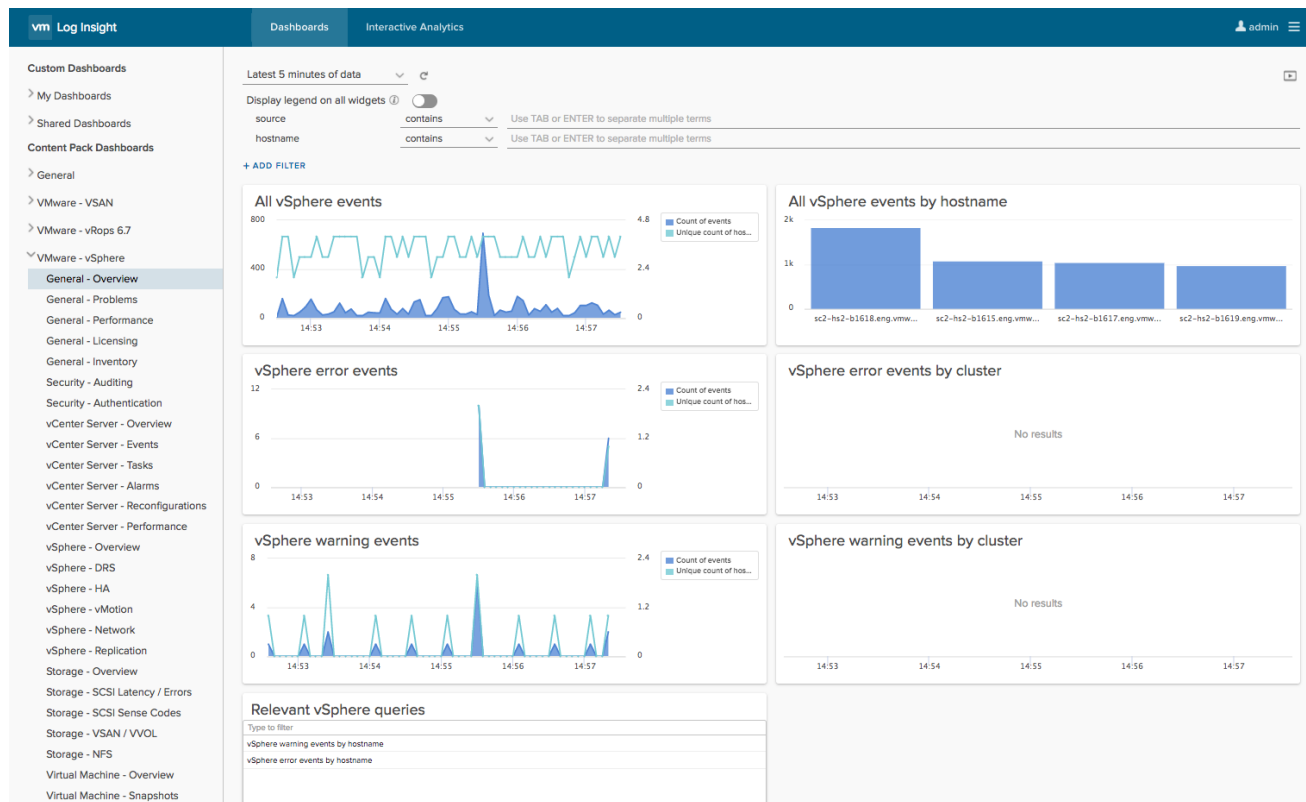 vm Log Insight
Dashboards
Interactive Analytics
admin
Custom Dashboards
My Dashboards
Shared Dashboards
Content Pack Dashboards
General
VMware - VSAN
VMware - vRops 6.7
VMware - vSphere
General - Overview
General - Problems
General - Performance
General - Licensing
General - Inventory
Security - Auditing
Security - Authentication
vCenter Server - Overview
vCenter Server - Events
vCenter Server - Tasks
vCenter Server - Alarms
vCenter Server - Reconfigurations
vCenter Server - Performance
vSphere - Overview
vSphere - DRS
vSphere - HA
vSphere - vMotion
vSphere - Network
vSphere - Replication
Storage - Overview
Storage - SCSI Latency / Errors
Storage - SCSI Sense Codes
Storage - VSAN / VVOL
Storage - NFS
Virtual Machine - Overview
Virtual Machine - Snapshots
Latest 5 minutes of data
Display legend on all widgets i
source contains Use TAB or ENTER to separate multiple terms
hostname contains Use TAB or ENTER to separate multiple terms
+ ADD FILTER
All vSphere events
800 4.8
400 2.4
0 0
14:53 14:54 14:55 14:56 14:57
Count of events
Unique count of hos...
All vSphere events by hostname
2k
1k
0
sc2-hs2-b1618.eng.vmw... sc2-hs2-b1615.eng.vmw... sc2-hs2-b1617.eng.vmw... sc2-hs2-b1619.eng.vmw...
vSphere error events
12 2.4
6 1.2
0 0
14:53 14:54 14:55 14:56 14:57
Count of events
Unique count of hos...
vSphere error events by cluster
No results
14:53 14:54 14:55 14:56 14:57
vSphere warning events
8 2.4
4 1.2
0 0
14:53 14:54 14:55 14:56 14:57
Count of events
Unique count of hos...
vSphere warning events by cluster
No results
14:53 14:54 14:55 14:56 14:57
Relevant vSphere queries
Type to filter
vSphere warning events by hostname
vSphere error events by hostname